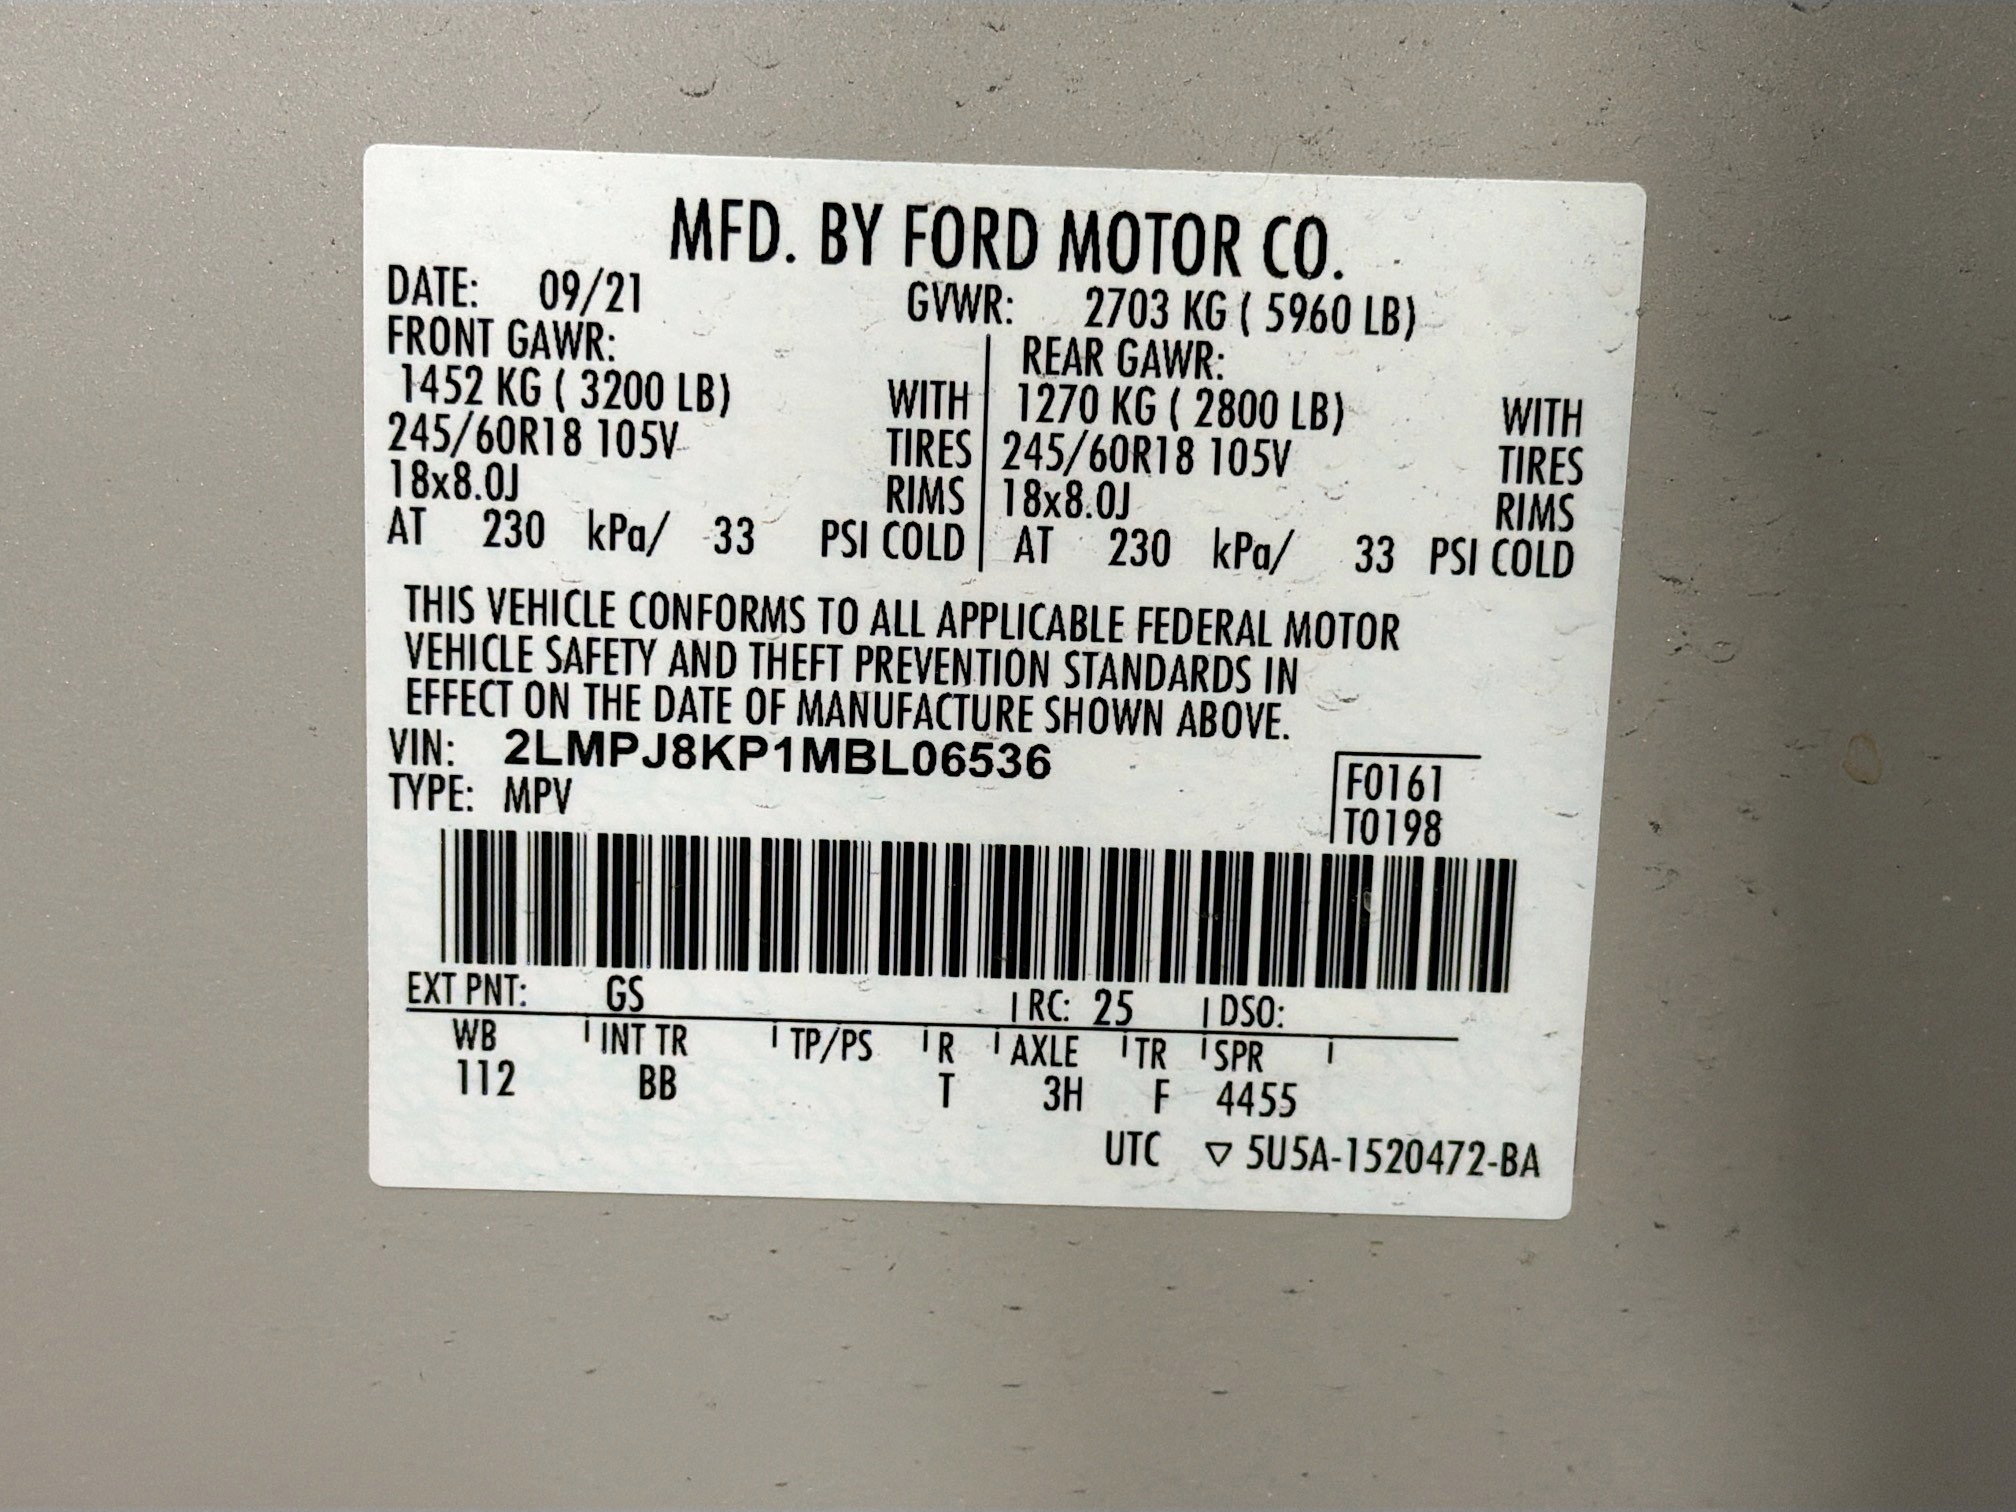 MFD. BY FORD MOTOR CO.
DATE: 09/21 GVWR: 2703 KG ( 5960 LB)
FRONT GAWR: REAR GAWR:
1452 KG ( 3200 LB) WITH 1270 KG ( 2800 LB) WITH
245/60R18 105V TIRES 245/60R18 105V TIRES
18x8.0J RIMS 18x8.0J RIMS
AT 230 kPa/ 33 PSI COLD AT 230 kPa/ 33 PSI COLD
THIS VEHICLE CONFORMS TO ALL APPLICABLE FEDERAL MOTOR
VEHICLE SAFETY AND THEFT PREVENTION STANDARDS IN
EFFECT ON THE DATE OF MANUFACTURE SHOWN ABOVE.
VIN: 2LMPJ8KP1MBL06536
TYPE: MPV
F0161
T0198
EXT PNT: GS RC: 25 DSO:
WB INT TR TP/PS R AXLE TR SPR
112 BB T 3H F 4455
UTC ▽ 5U5A-1520472-BA